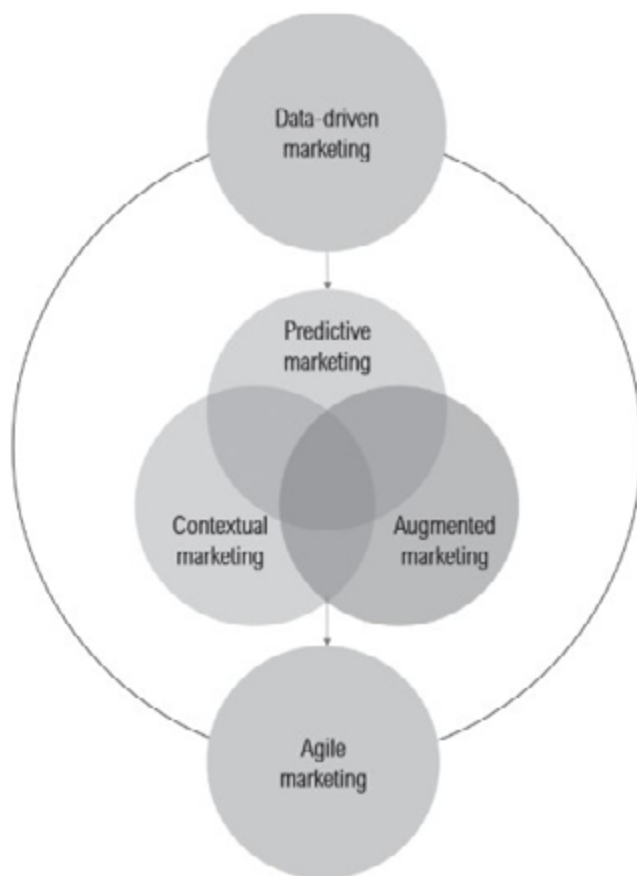 Data-driven
marketing
Predictive
marketing
Contextual
marketing
Augmented
marketing
Agile
marketing